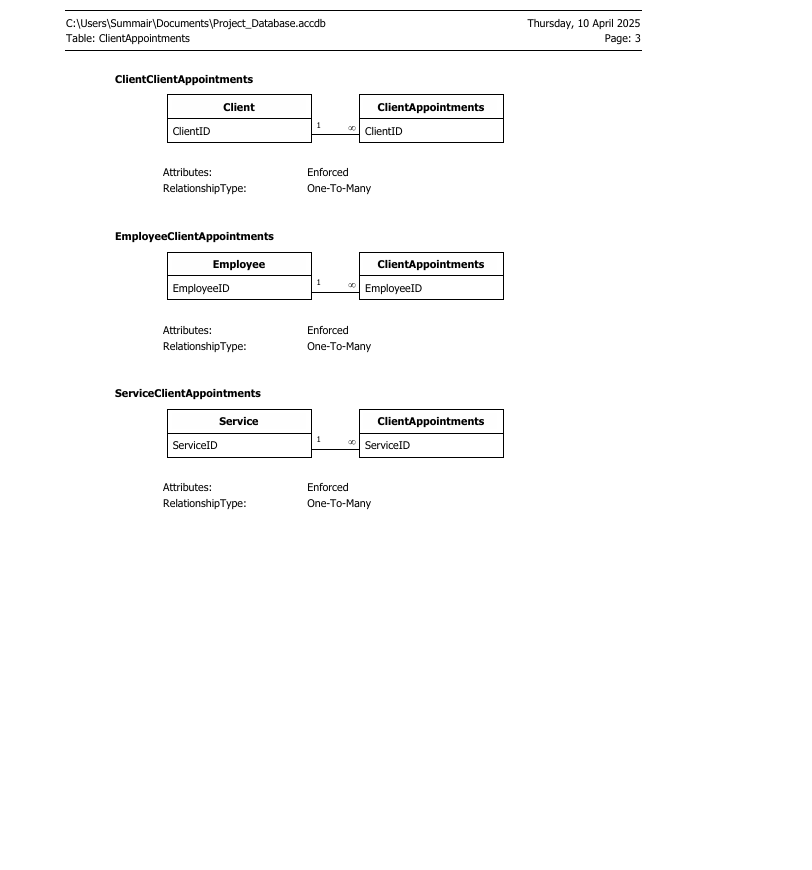 C:\Users\Summair\Documents\Project_Database.accdb Thursday, 10 April 2025
Table: ClientAppointments Page: 3
ClientClientAppointments
Client ClientAppointments
ClientID 1 ∞ ClientID
Attributes: Enforced
RelationshipType: One-To-Many
EmployeeClientAppointments
Employee ClientAppointments
EmployeeID 1 ∞ EmployeeID
Attributes: Enforced
RelationshipType: One-To-Many
ServiceClientAppointments
Service ClientAppointments
ServiceID 1 ∞ ServiceID
Attributes: Enforced
RelationshipType: One-To-Many